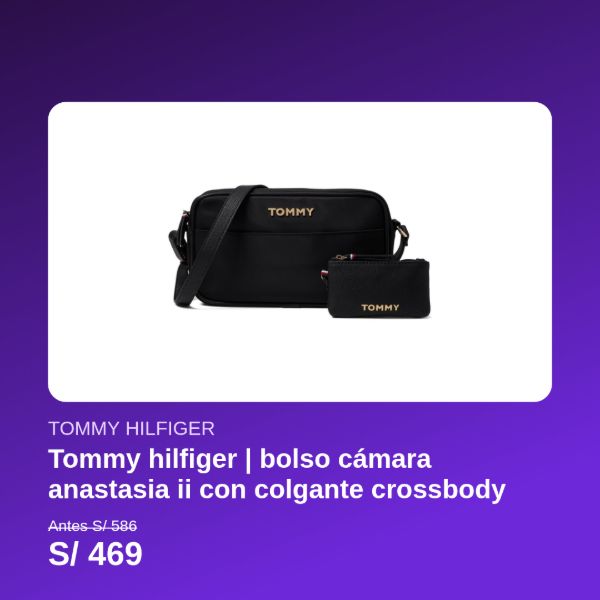 TOMMY
TOMMY
TOMMY HILFIGER
Tommy hilfiger | bolso cámara
anastasia ii con colgante crossbody
Antes S/ 586
S/ 469